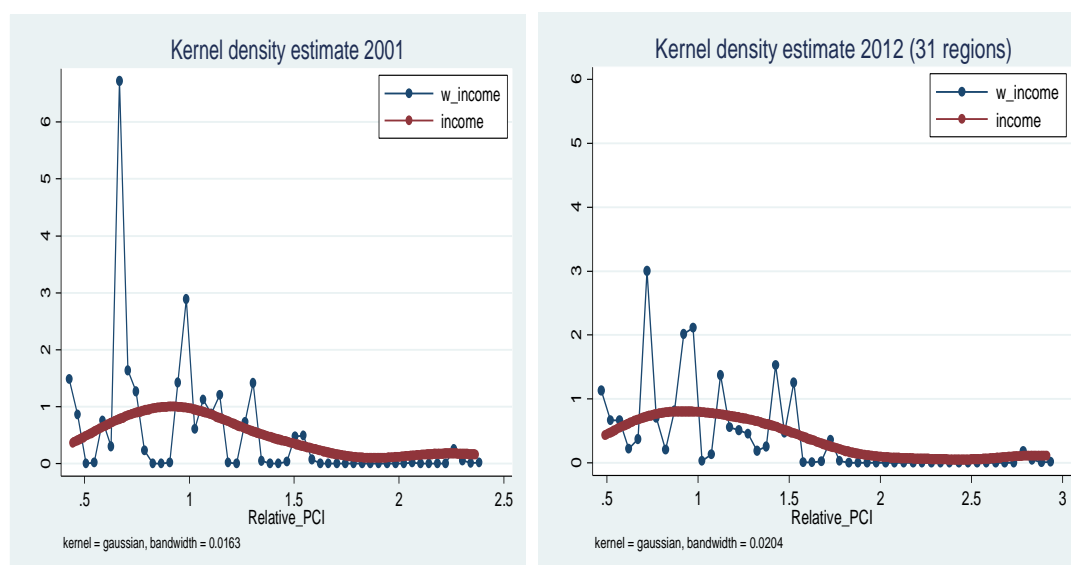 Kernel density estimate 2001
w_income
income
0
1
2
3
4
5
6
.5
1
1.5
2
2.5
Relative_PCI
kernel = gaussian, bandwidth = 0.0163
Kernel density estimate 2012 (31 regions)
w_income
income
0
1
2
3
4
5
6
.5
1
1.5
2
2.5
3
Relative_PCI
kernel = gaussian, bandwidth = 0.0204